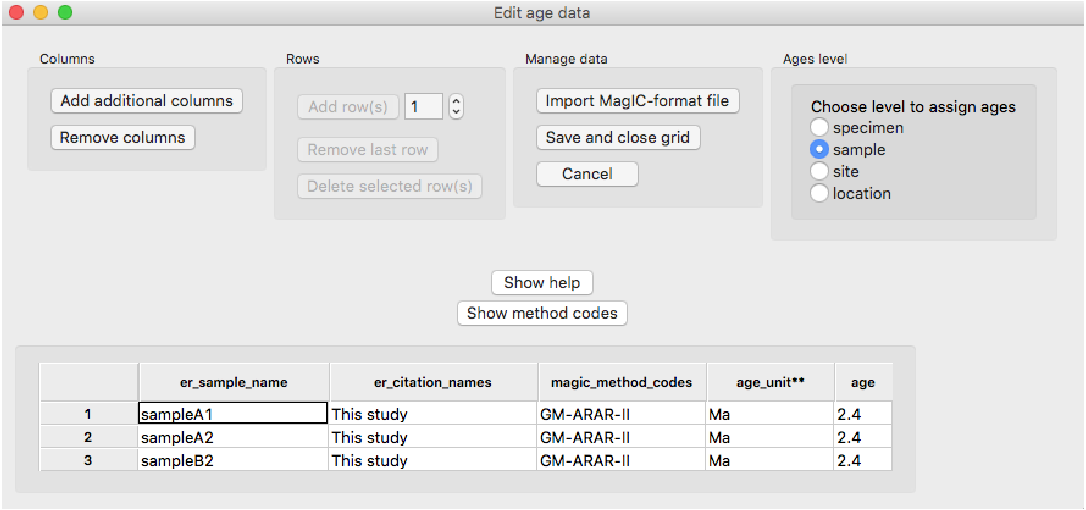 Edit age data
Columns
Add additional columns
Remove columns
Rows
Add row(s) 1
Remove last row
Delete selected row(s)
Manage data
Import MagIC-format file
Save and close grid
Cancel
Ages level
Choose level to assign ages
specimen
sample
site
location
Show help
Show method codes
er_sample_name er_citation_names magic_method_codes age_unit** age
1 sampleA1 This study GM-ARAR-II Ma 2.4
2 sampleA2 This study GM-ARAR-II Ma 2.4
3 sampleB2 This study GM-ARAR-II Ma 2.4